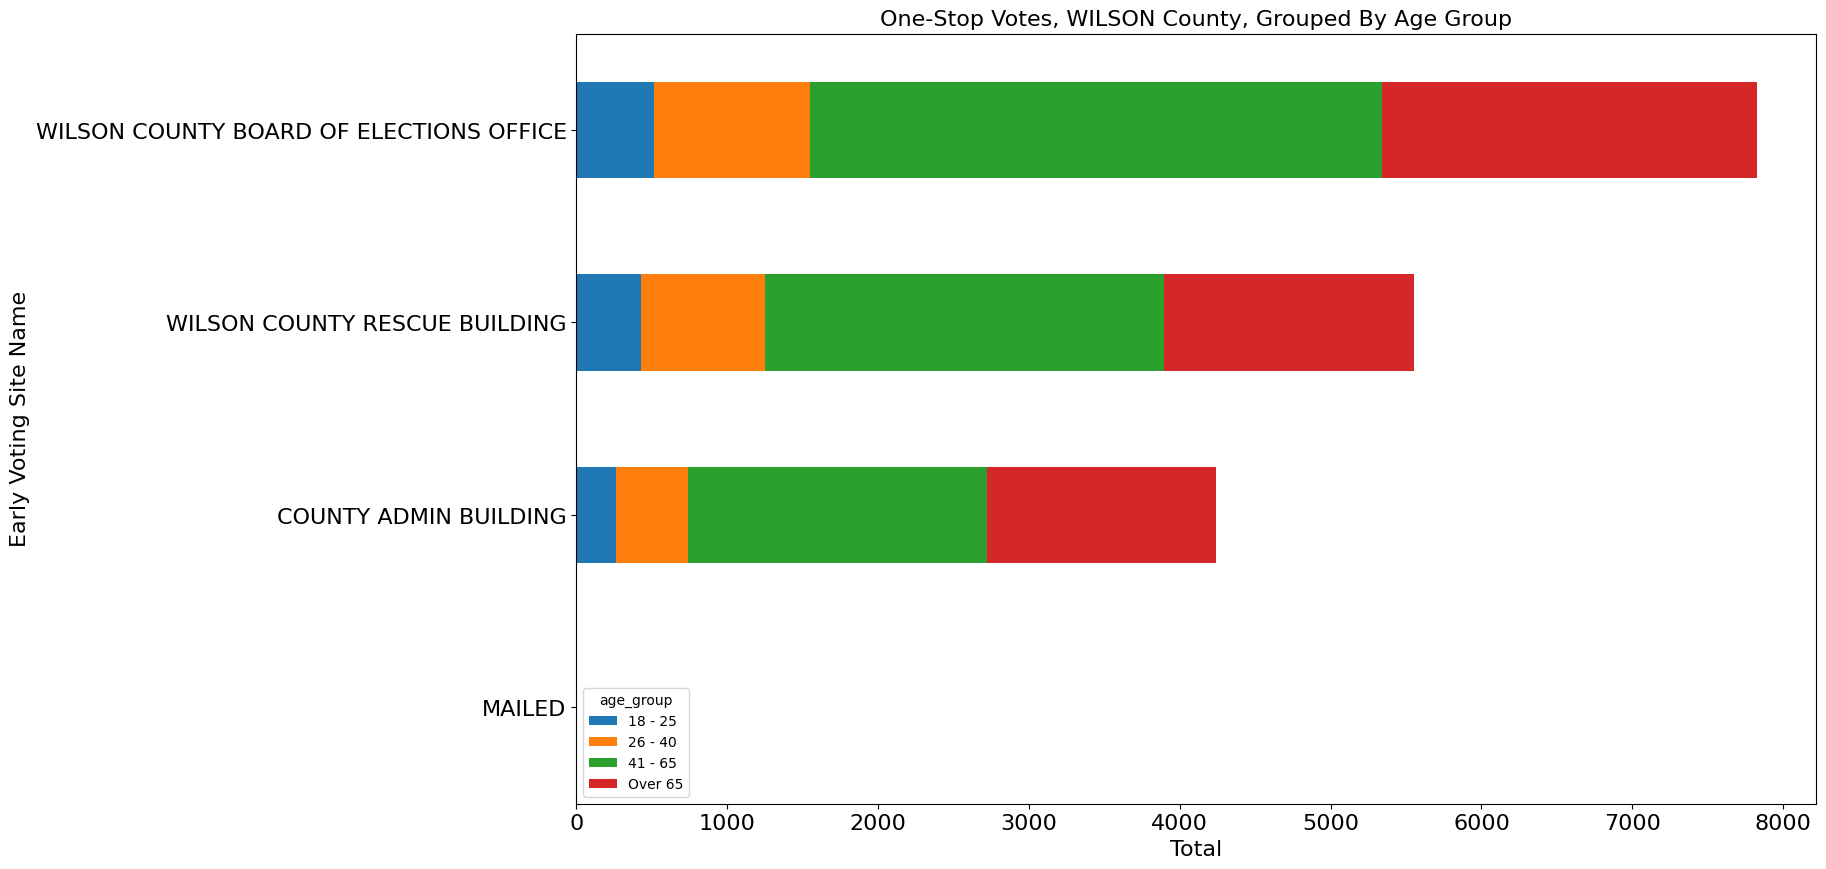 One-Stop Votes, WILSON County, Grouped By Age Group
Early Voting Site Name
WILSON COUNTY BOARD OF ELECTIONS OFFICE
WILSON COUNTY RESCUE BUILDING
COUNTY ADMIN BUILDING
MAILED
age_group
18 - 25
26 - 40
41 - 65
Over 65
0 1000 2000 3000 4000 5000 6000 7000 8000
Total